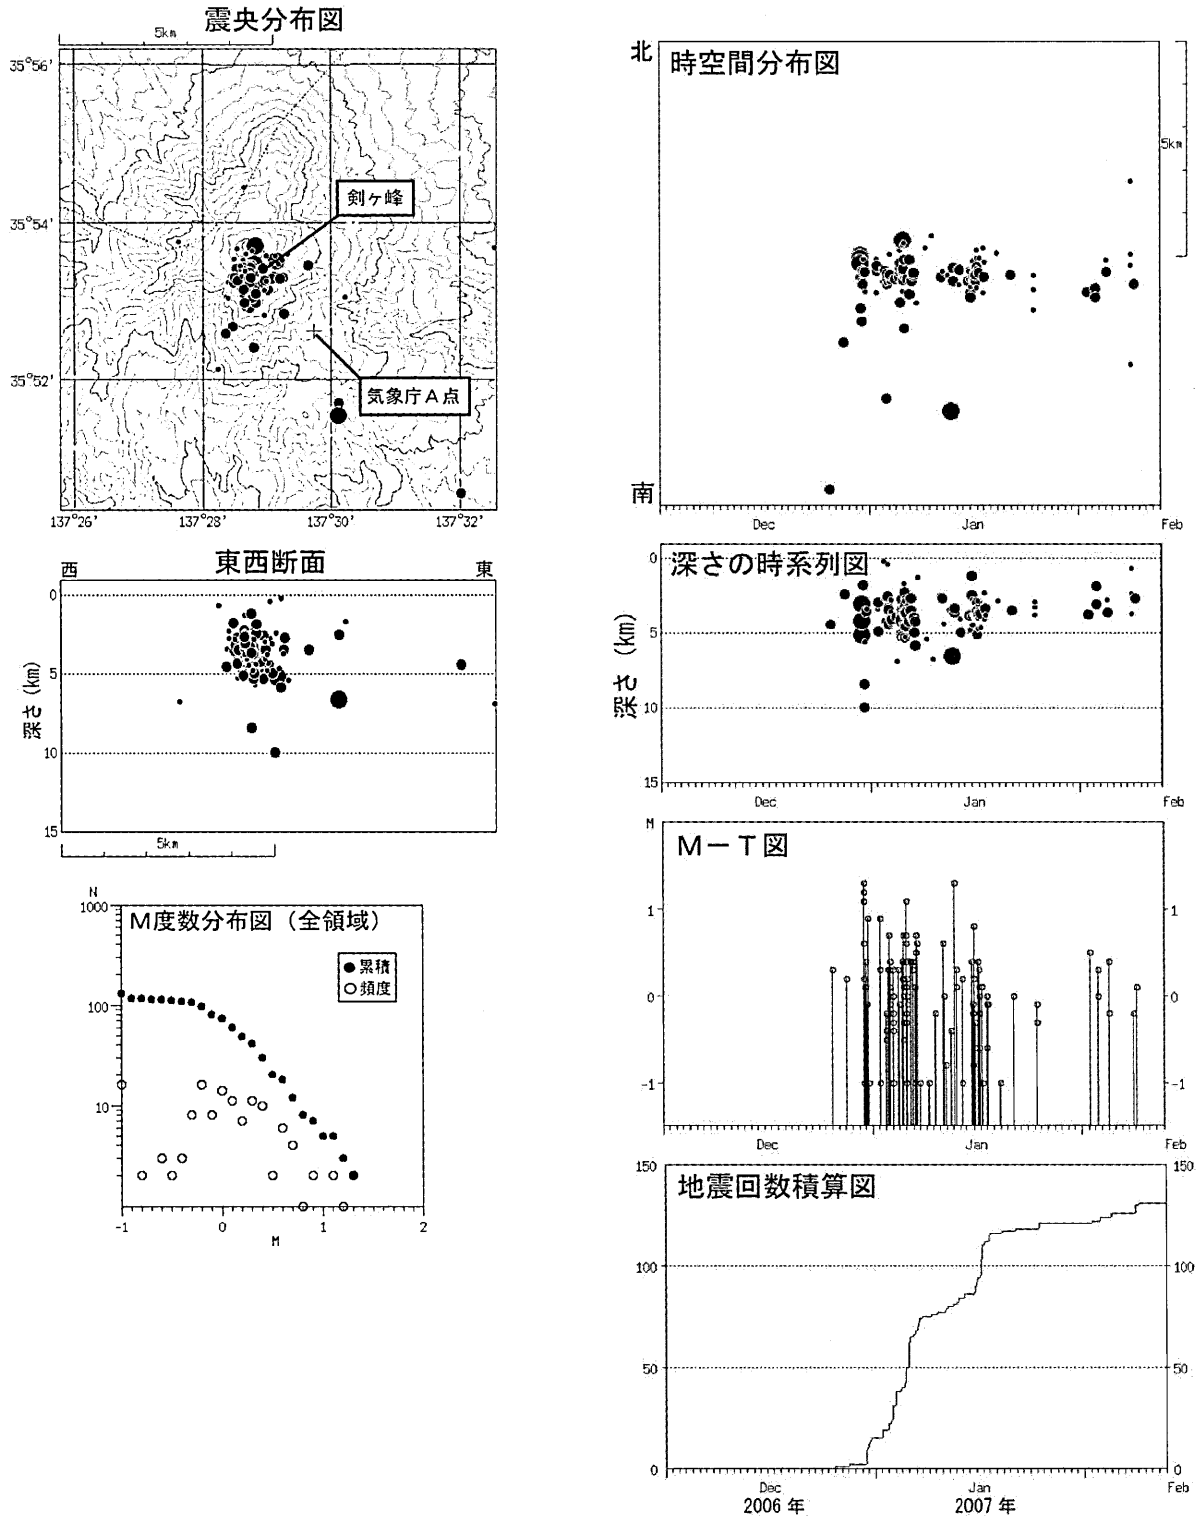 震央分布図
5km
35°56'
35°54'
35°52'
剣ヶ峰
気象庁A点
137°26'
137°28'
137°30'
137°32'
東西断面
西
東
0
5
10
15
深さ (km)
5km
N
1000
100
10
M度数分布図 (全領域)
●累積
○頻度
-1
0
1
2
M
北
時空間分布図
5km
南
Dec
Jan
Feb
0
5
10
15
深さの時系列図
深さ (km)
Dec
Jan
Feb
M
M-T図
1
0
-1
1
0
-1
Dec
Jan
Feb
150
100
50
0
地震回数積算図
150
100
50
0
Dec
Jan
Feb
2006年
2007年